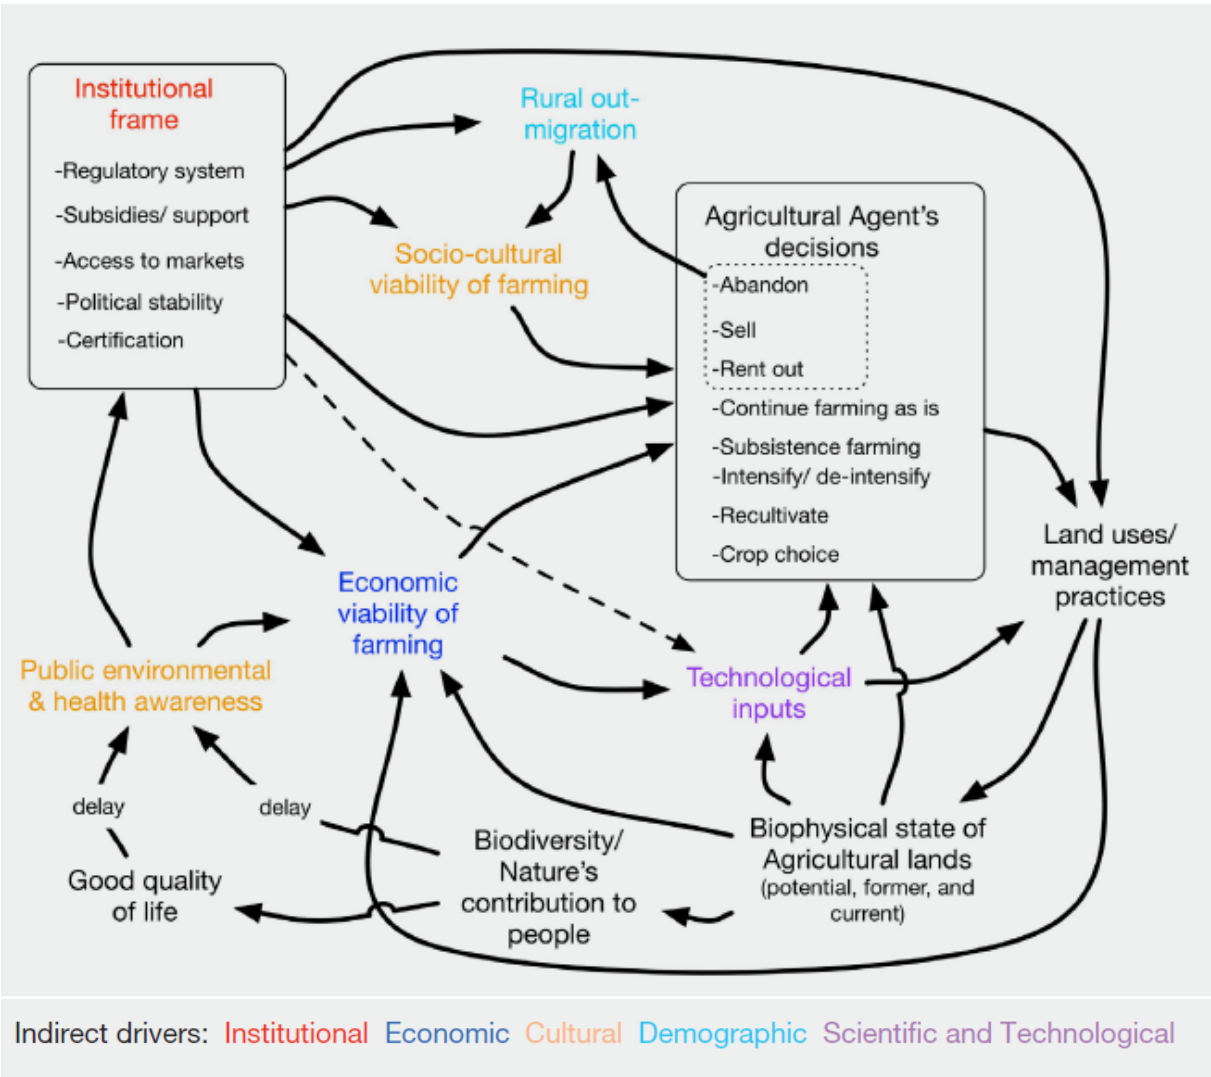 Institutional
frame
-Regulatory system
-Subsidies/ support
-Access to markets
-Political stability
-Certification
Rural out-
migration
Socio-cultural
viability of farming
Agricultural Agent's
decisions
-Abandon
-Sell
-Rent out
-Continue farming as is
-Subsistence farming
-Intensify/ de-intensify
-Recultivate
-Crop choice
Land uses/
management
practices
Economic
viability of
farming
Public environmental
& health awareness
Technological
inputs
delay
delay
Good quality
of life
Biodiversity/
Nature's
contribution to
people
Biophysical state of
Agricultural lands
(potential, former, and
current)
Indirect drivers: Institutional Economic Cultural Demographic Scientific and Technological